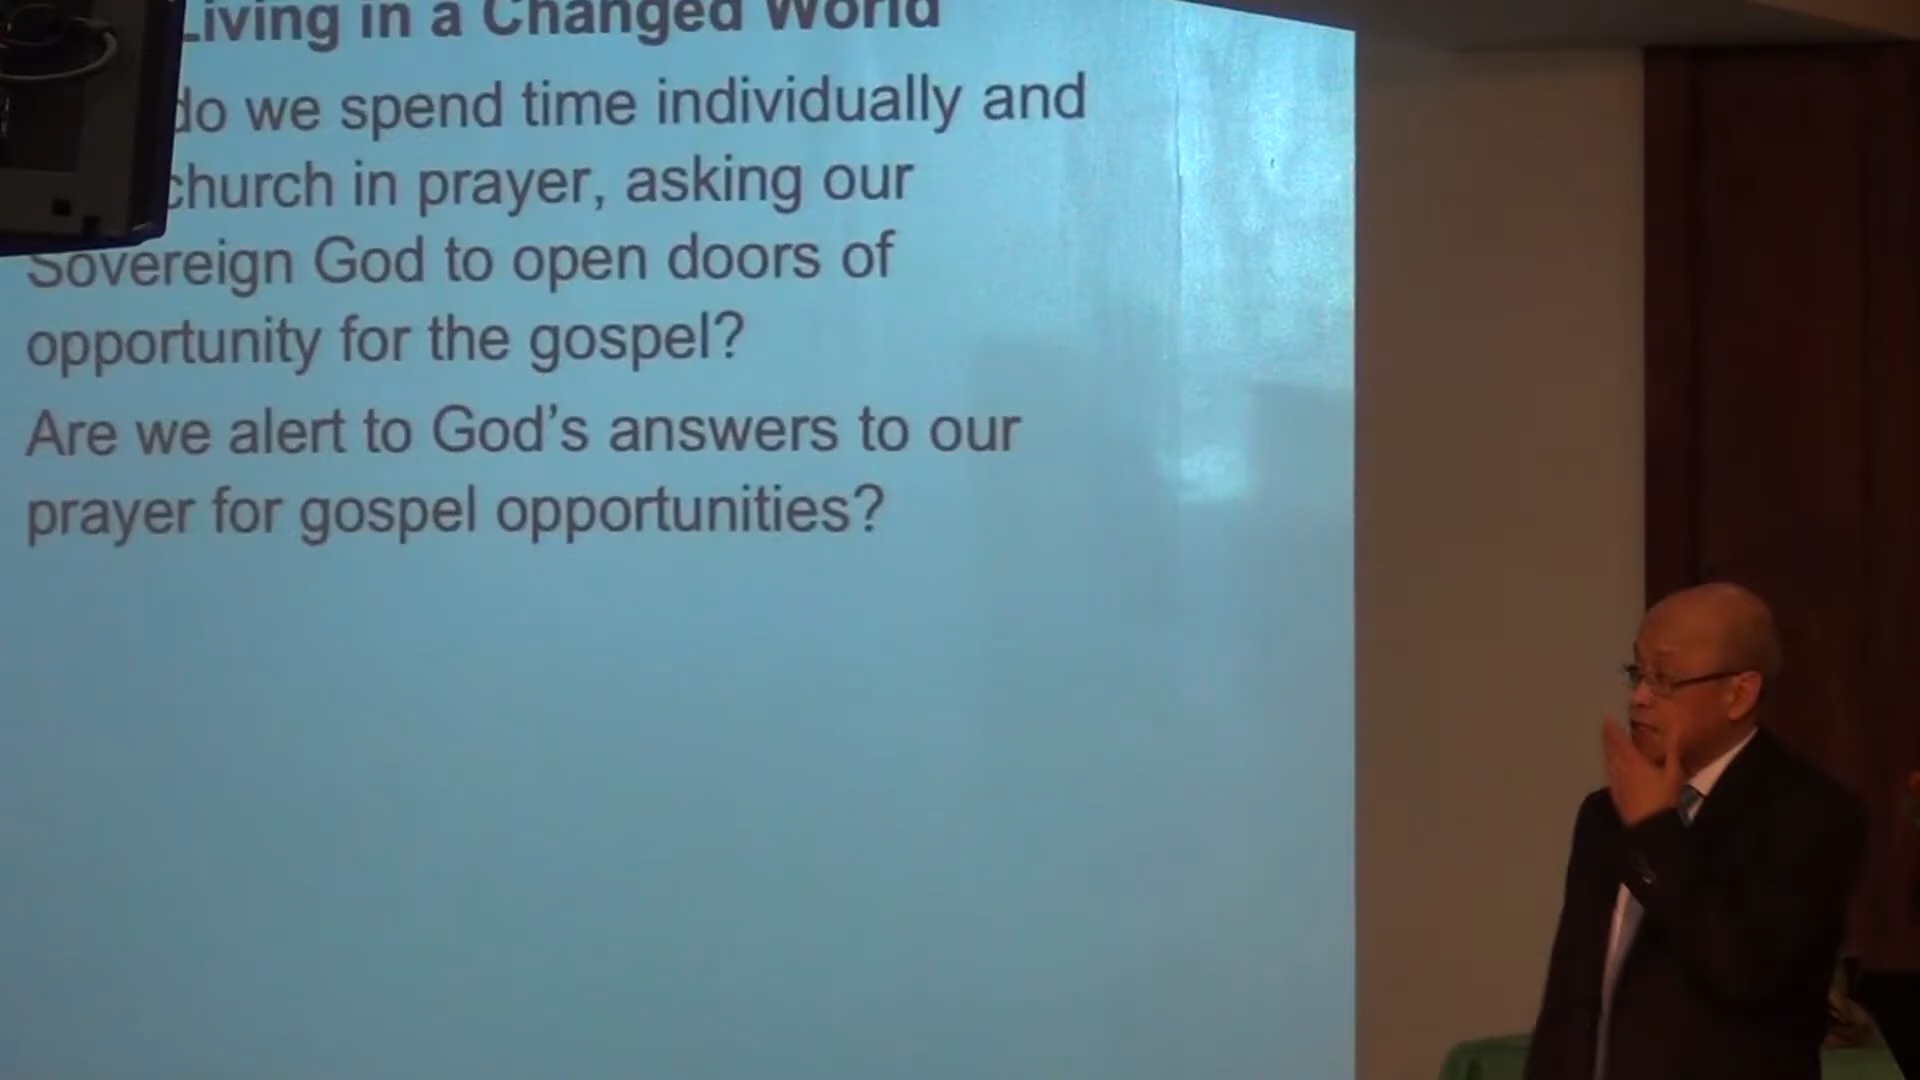 Living in a Changed World
do we spend time individually and
church in prayer, asking our
Sovereign God to open doors of
opportunity for the gospel?
Are we alert to God's answers to our
prayer for gospel opportunities?